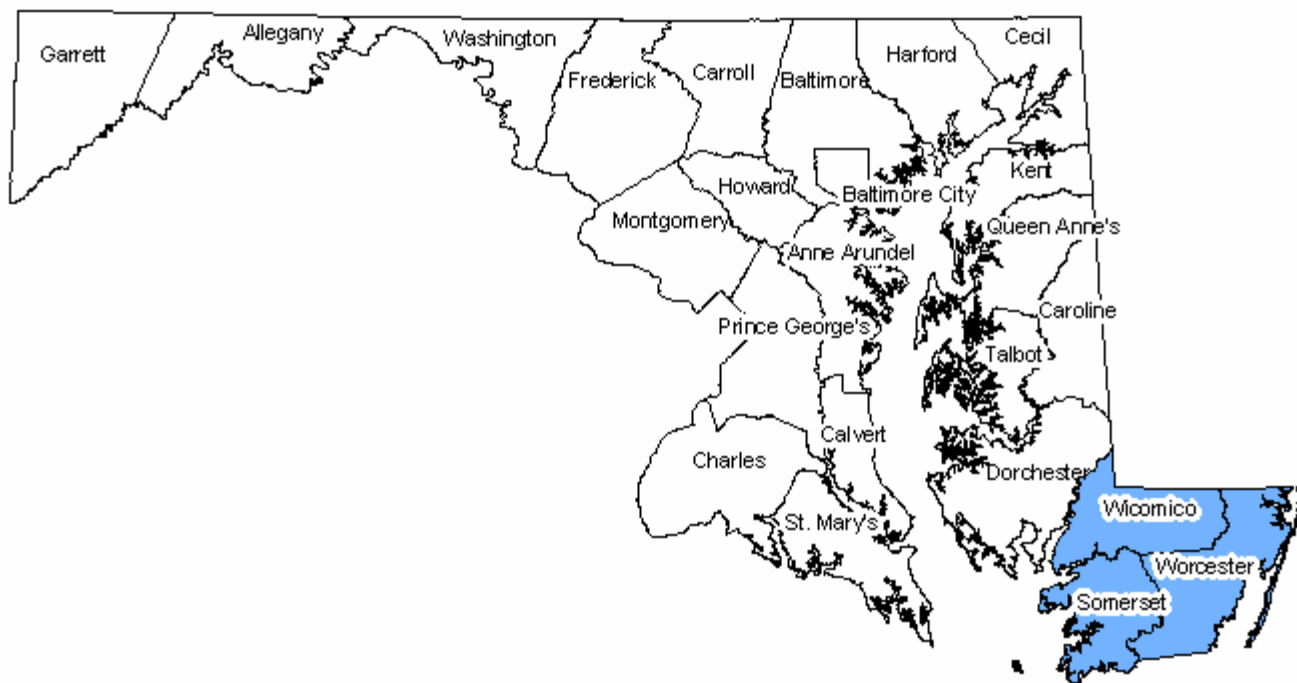 Garrett
Allegany
Washington
Frederick
Carroll
Baltimore
Harford
Cecil
Kent
Howard
Baltimore City
Montgomery
Queen Anne's
Anne Arundel
Prince George's
Caroline
Talbot
Calvert
Charles
Dorchester
St. Mary's
Wicomico
Worcester
Somerset